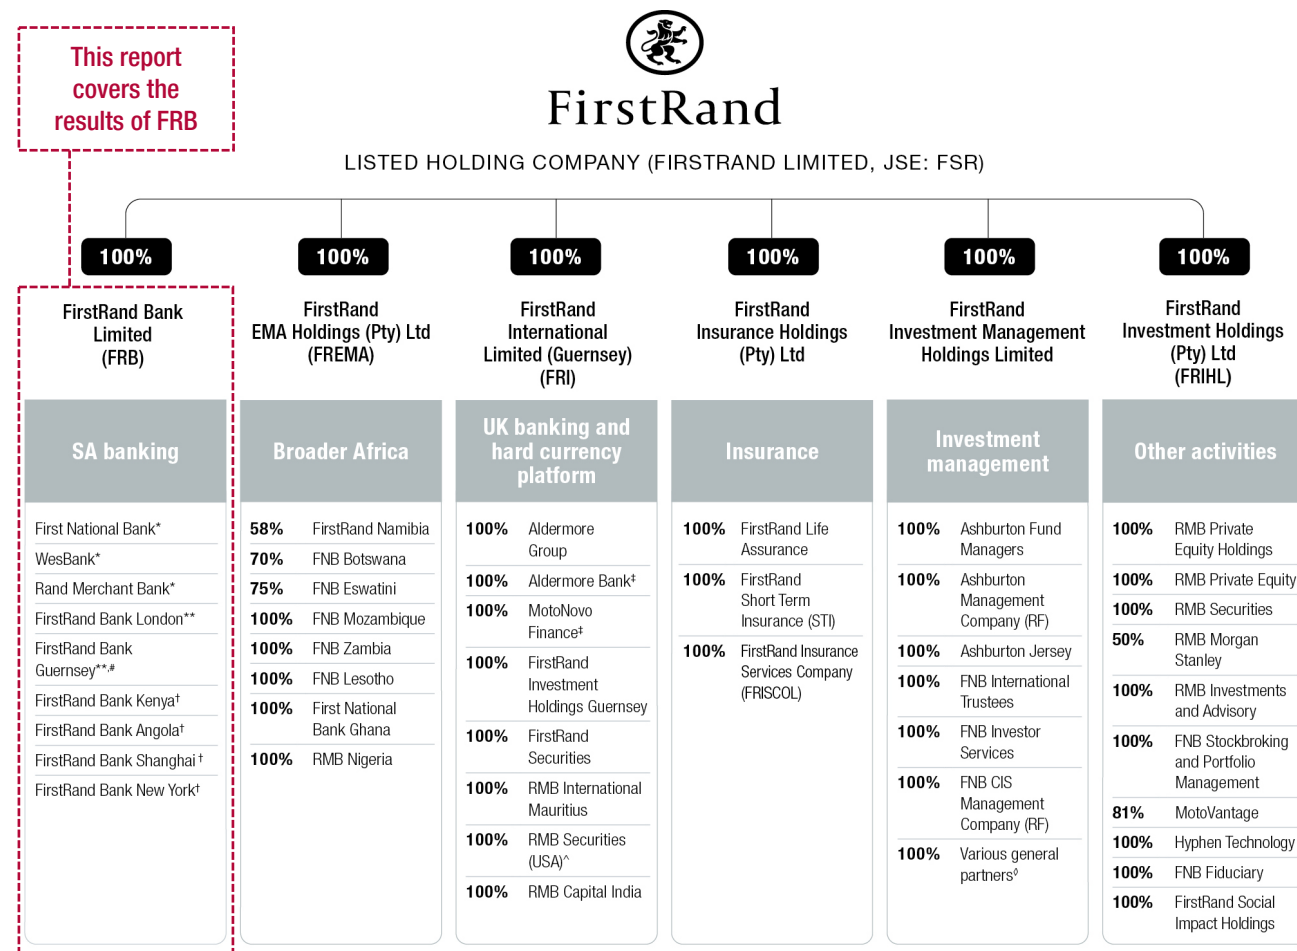 This report
covers the
results of FRB
FirstRand
LISTED HOLDING COMPANY (FIRSTRAND LIMITED, JSE: FSR)
100%
100%
100%
100%
100%
100%
FirstRand Bank
Limited
(FRB)
SA banking
First National Bank*
WesBank*
Rand Merchant Bank*
FirstRand Bank London**
FirstRand Bank
Guernsey**,#
FirstRand Bank Kenya†
FirstRand Bank Angola†
FirstRand Bank Shanghai †
FirstRand Bank New York†
FirstRand
EMA Holdings (Pty) Ltd
(FREMA)
Broader Africa
58% FirstRand Namibia
70% FNB Botswana
75% FNB Eswatini
100% FNB Mozambique
100% FNB Zambia
100% FNB Lesotho
100% First National
Bank Ghana
100% RMB Nigeria
FirstRand
International
Limited (Guernsey)
(FRI)
UK banking and
hard currency
platform
100% Aldermore
Group
100% Aldermore Bank‡
100% MotoNovo
Finance‡
100% FirstRand
Investment
Holdings Guernsey
100% FirstRand
Securities
100% RMB International
Mauritius
100% RMB Securities
(USA)^
100% RMB Capital India
FirstRand
Insurance Holdings
(Pty) Ltd
Insurance
100% FirstRand Life
Assurance
100% FirstRand
Short Term
Insurance (STI)
100% FirstRand Insurance
Services Company
(FRISCOL)
FirstRand
Investment Management
Holdings Limited
Investment
management
100% Ashburton Fund
Managers
100% Ashburton
Management
Company (RF)
100% Ashburton Jersey
100% FNB International
Trustees
100% FNB Investor
Services
100% FNB CIS
Management
Company (RF)
100% Various general
partners◊
FirstRand
Investment Holdings
(Pty) Ltd
(FRIHL)
Other activities
100% RMB Private
Equity Holdings
100% RMB Private Equity
100% RMB Securities
50% RMB Morgan
Stanley
100% RMB Investments
and Advisory
100% FNB Stockbroking
and Portfolio
Management
81% MotoVantage
100% Hyphen Technology
100% FNB Fiduciary
100% FirstRand Social
Impact Holdings